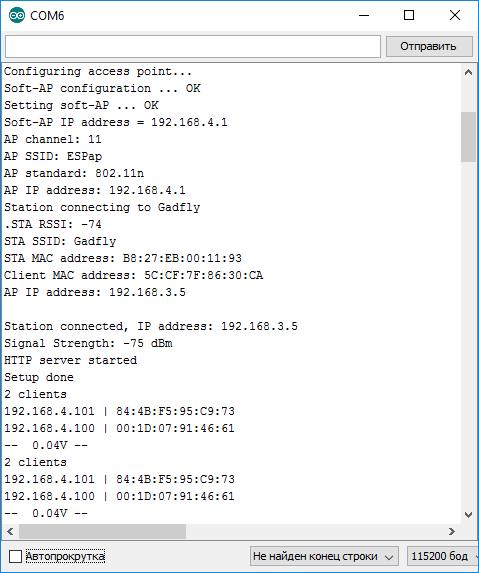 COM6
Отправить
Configuring access point...
Soft-AP configuration ... OK
Setting soft-AP ... OK
Soft-AP IP address = 192.168.4.1
AP channel: 11
AP SSID: ESPap
AP standard: 802.11n
AP IP address: 192.168.4.1
Station connecting to Gadfly
.STA RSSI: -74
STA SSID: Gadfly
STA MAC address: B8:27:EB:00:11:93
Client MAC address: 5C:CF:7F:86:30:CA
AP IP address: 192.168.3.5
Station connected, IP address: 192.168.3.5
Signal Strength: -75 dBm
HTTP server started
Setup done
2 clients
192.168.4.101 | 84:4B:F5:95:C9:73
192.168.4.100 | 00:1D:07:91:46:61
--  0.04V --
2 clients
192.168.4.101 | 84:4B:F5:95:C9:73
192.168.4.100 | 00:1D:07:91:46:61
--  0.04V --
Автопрокрутка Не найден конец строки 115200 бод